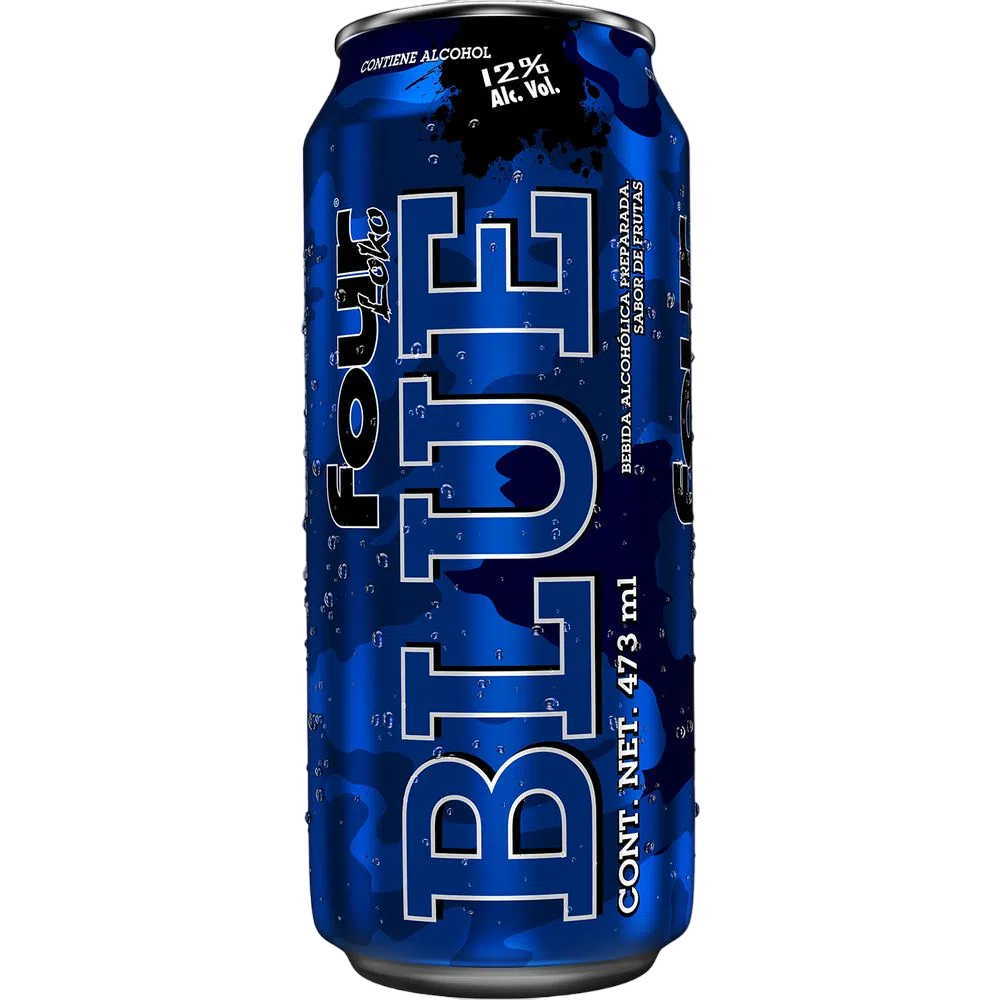 CONTIENE ALCOHOL
12%
Alc. Vol.
four
Loko
®
BLUE
BEBIDA ALCOHÓLICA PREPARADA.
SABOR DE FRUTAS
CONT. NET. 473 ml